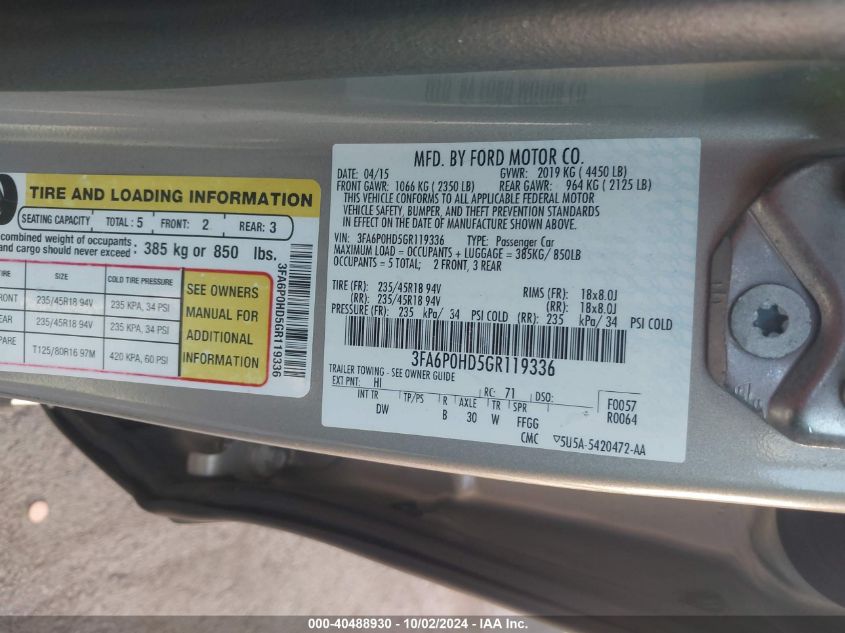 TIRE AND LOADING INFORMATION
SEATING CAPACITY TOTAL: 5 FRONT: 2 REAR: 3
combined weight of occupants
and cargo should never exceed: 385 kg or 850 lbs.
SIZE COLD TIRE PRESSURE
FRONT 235/45R18 94V 235 KPA, 34 PSI
REAR 235/45R18 94V 235 KPA, 34 PSI
SPARE T125/80R16 97M 420 KPA, 60 PSI
SEE OWNERS
MANUAL FOR
ADDITIONAL
INFORMATION
3FA6P0HD5GR119336
MFD. BY FORD MOTOR CO.
DATE: 04/15 GVWR: 2019 KG ( 4450 LB)
FRONT GAWR: 1066 KG ( 2350 LB) REAR GAWR: 964 KG ( 2125 LB)
THIS VEHICLE CONFORMS TO ALL APPLICABLE FEDERAL MOTOR
VEHICLE SAFETY, BUMPER, AND THEFT PREVENTION STANDARDS
IN EFFECT ON THE DATE OF MANUFACTURE SHOWN ABOVE.
VIN: 3FA6P0HD5GR119336 TYPE: Passenger Car
MAXIMUM LOAD = OCCUPANTS + LUGGAGE = 385KG/ 850LB
OCCUPANTS = 5 TOTAL; 2 FRONT, 3 REAR
TIRE (FR): 235/45R18 94V RIMS (FR): 18x8.0J
(RR): 235/45R18 94V (RR): 18x8.0J
PRESSURE (FR): 235 kPa/ 34 PSI COLD (RR): 235 kPa/ 34 PSI COLD
3FA6P0HD5GR119336
TRAILER TOWING - SEE OWNER GUIDE
EXT PNT: HI RC: 71 DSO:
INT TR TP/PS R AXLE TR SPR F0057
DW B 30 W FFGG R0064
CMC 5U5A-5420472-AA
000-40488930 - 10/02/2024 - IAA Inc.